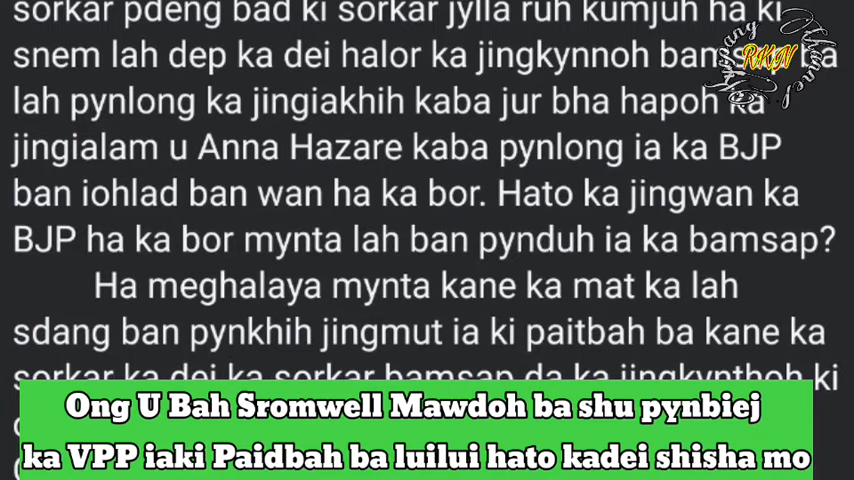 sorkar pdeng bad ki sorkar jylla ruh kumjuh ha ki
snem lah dep ka dei halor ka jingkynnoh
lah pynlong ka jingiakhih kaba jur bha hapoh ka
jingialam u Anna Hazare kaba pynlong ia ka BJP
ban iohlad ban wan ha ka bor. Hato ka jingwan ka
BJP ha ka bor mynta lah ban pynduh ia ka bamsap?
Ha meghalaya mynta kane ka mat ka lah
sdang ban pynkhih jingmut ia ki paitbah ba kane ka
sorkar ka dei ka sorkar bamsap da ka jingkynthoh ki
Ong U Bah Sromwell Mawdoh ba shu pynbiej
ka VPP iaki Paidbah ba luilui hato kadei shisha mo
RKN
Channel